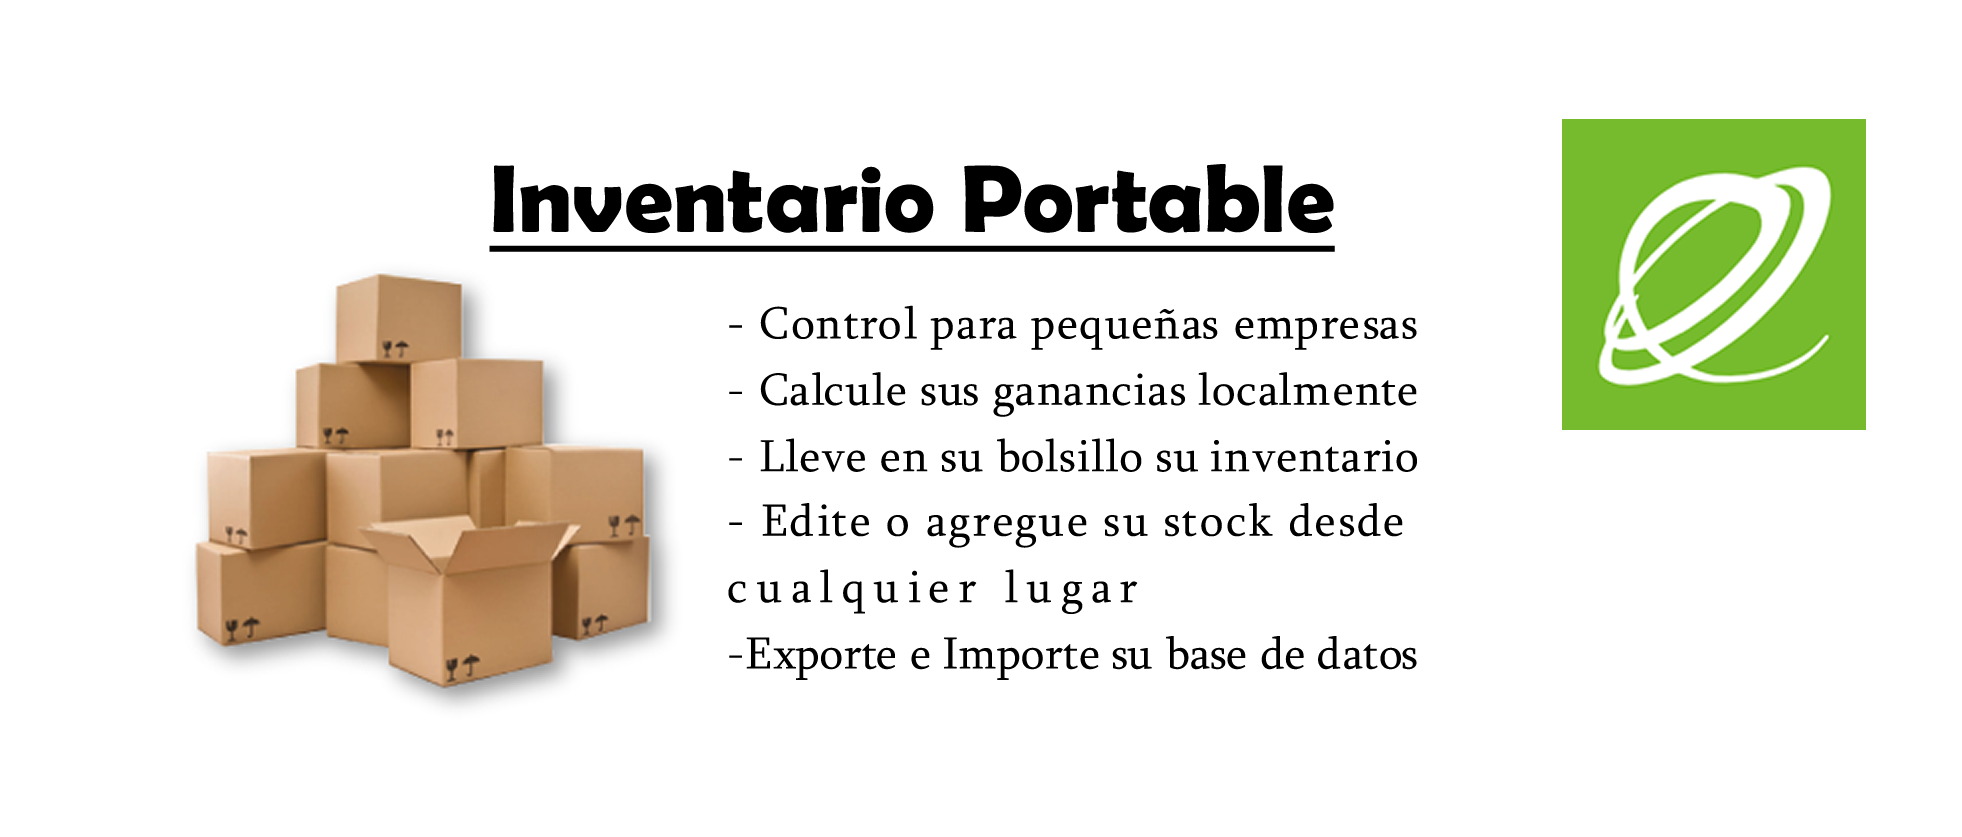 Inventario Portable
- Control para pequeñas empresas
- Calcule sus ganancias localmente
- Lleve en su bolsillo su inventario
- Edite o agregue su stock desde
cualquier lugar
-Exporte e Importe su base de datos